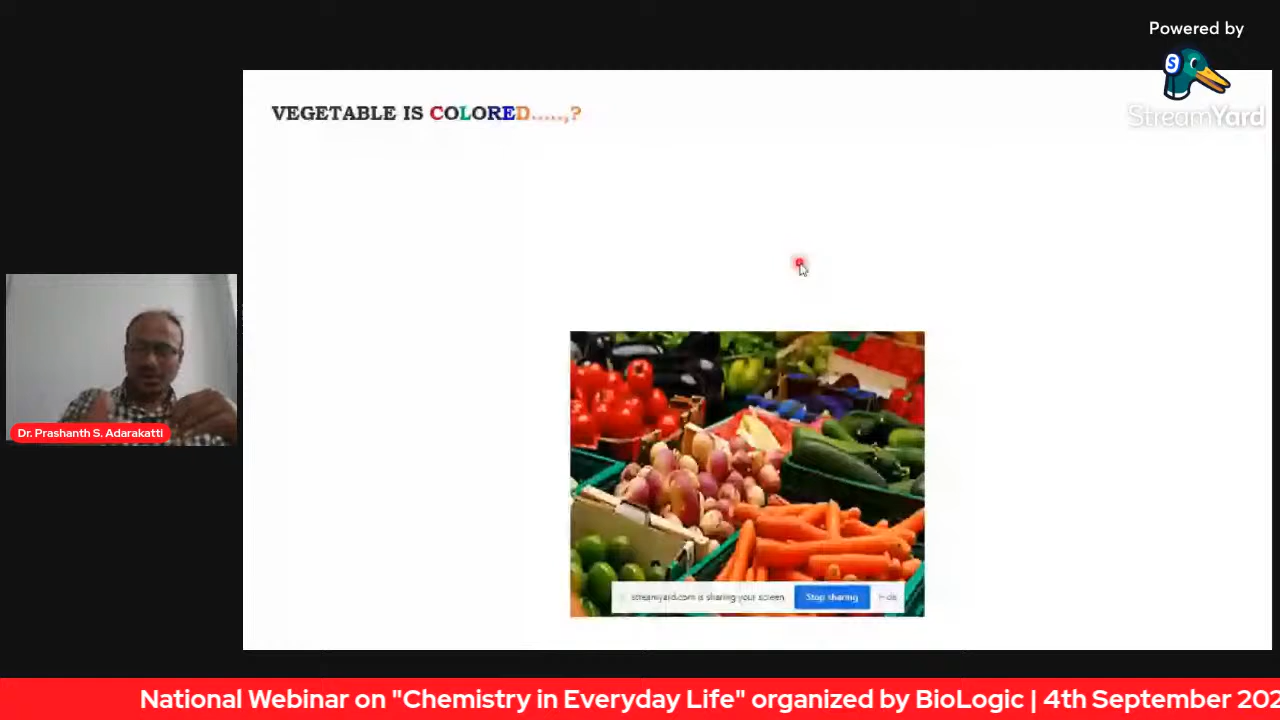 Powered by
StreamYard
VEGETABLE IS COLORED.....,?
Dr. Prashanth S. Adarakatti
streamyard.com is sharing your screen
Stop sharing
Hide
National Webinar on "Chemistry in Everyday Life" organized by BioLogic | 4th September 202